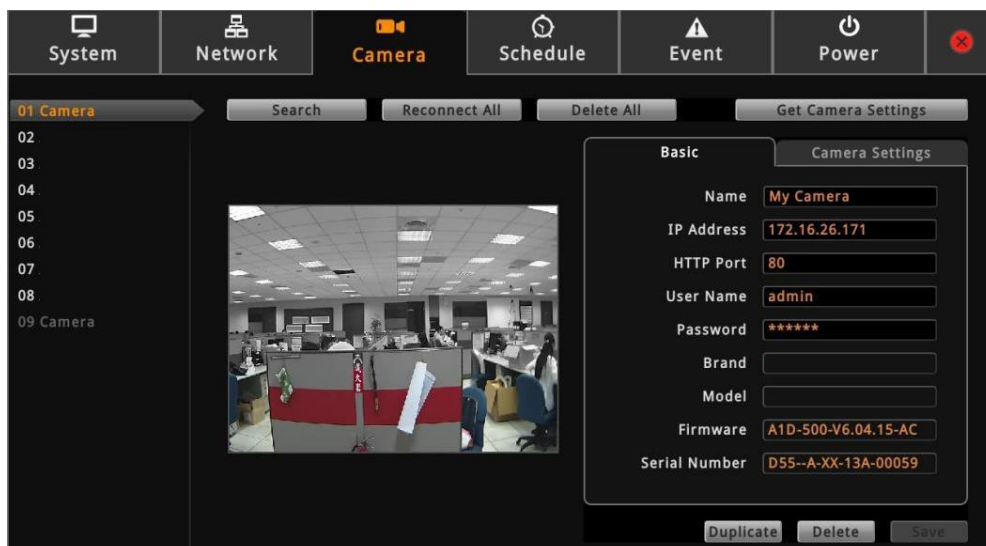 System Network Camera Schedule Event Power
01 Camera
02
03
04
05
06
07
08
09 Camera
Search Reconnect All Delete All Get Camera Settings
Basic Camera Settings
Name My Camera
IP Address 172.16.26.171
HTTP Port 80
User Name admin
Password ******
Brand
Model
Firmware A1D-500-V6.04.15-AC
Serial Number D55--A-XX-13A-00059
Duplicate Delete Save